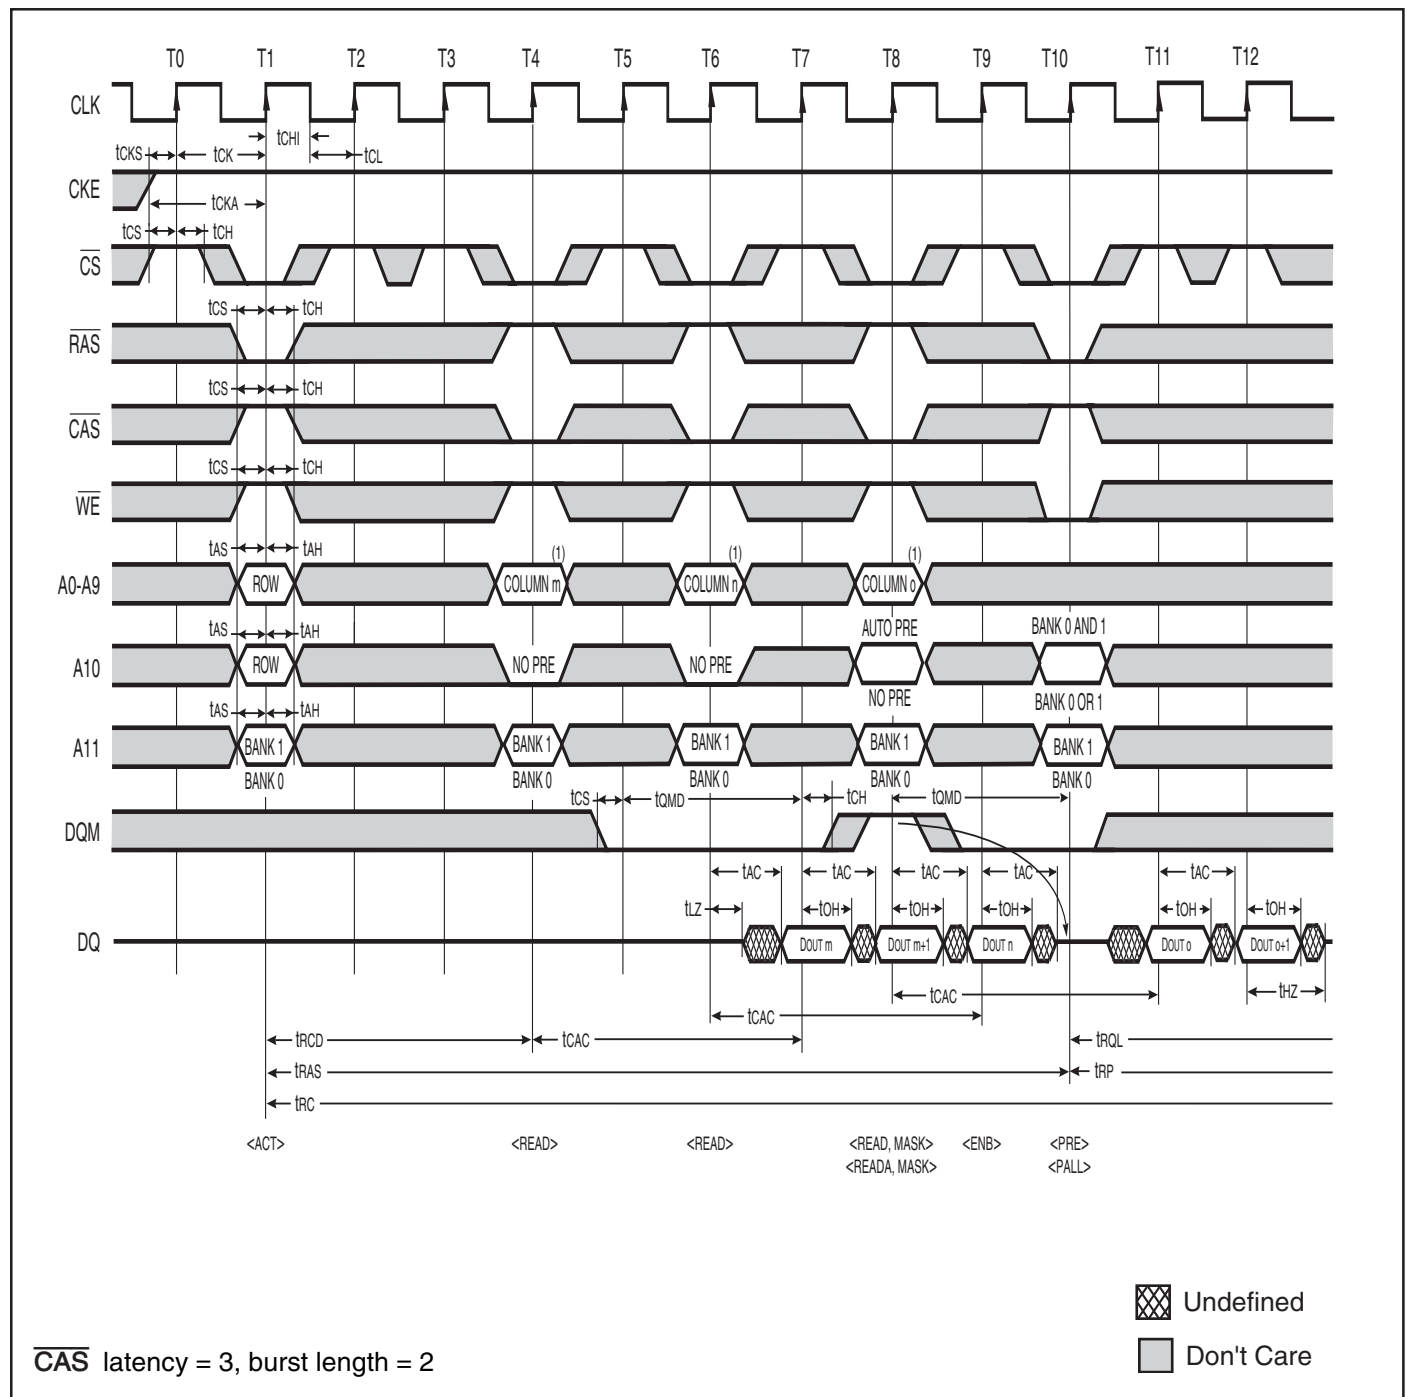 T0 T1 T2 T3 T4 T5 T6 T7 T8 T9 T10 T11 T12
CLK
tCHI
tCKS tCK tCL
CKE
tCKA
tCS tCH
CS
tCS tCH
RAS
tCS tCH
CAS
tCS tCH
WE
tAS tAH (1) (1) (1)
A0-A9 ROW COLUMN m COLUMN n COLUMN o
tAS tAH AUTO PRE BANK 0 AND 1
A10 ROW NO PRE NO PRE
NO PRE BANK 0 OR 1
tAS tAH
A11 BANK 1 BANK 1 BANK 1 BANK 1 BANK 1
BANK 0 BANK 0 BANK 0 BANK 0 BANK 0
tCS tQMD tCH tQMD
DQM
tAC tAC tAC tAC tAC
tLZ tOH tOH tOH tOH tOH
DQ DOUT m DOUT m+1 DOUT n DOUT o DOUT o+1
tCAC tHZ
tCAC
tRCD tCAC tRQL
tRAS tRP
tRC
<ACT> <READ> <READ> <READ, MASK> <ENB> <PRE>
<READA, MASK> <PALL>
Undefined
Don't Care
CAS latency = 3, burst length = 2